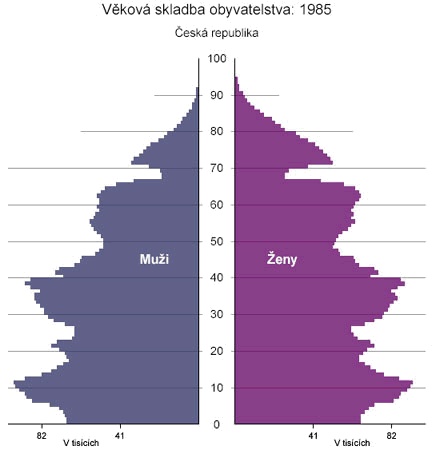 Věková skladba obyvatelstva: 1985
Česká republika
100
90
80
70
60
50
40
30
20
10
0
Muži
Ženy
82
41
V tisících
41
82
V tisících